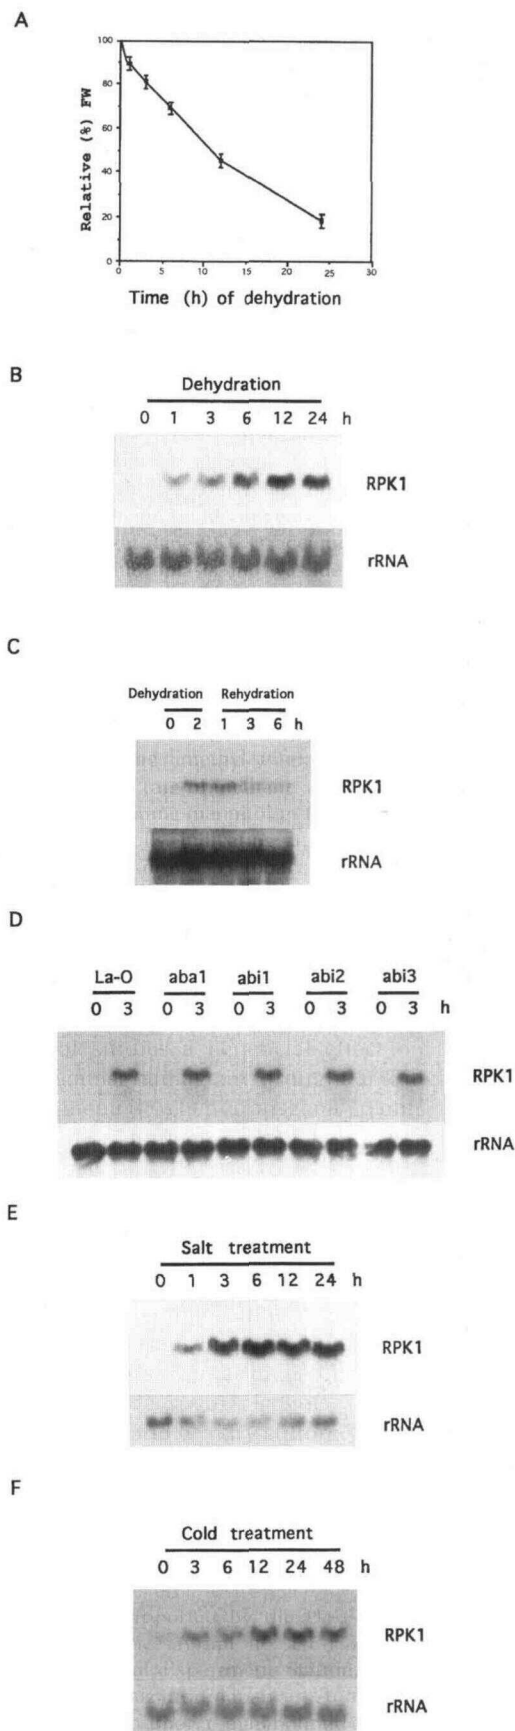 A
100
80
60
40
20
0
Relative (%) FW
0 5 10 15 20 25 30
Time (h) of dehydration
B
Dehydration
0 1 3 6 12 24 h
RPK1
rRNA
C
Dehydration Rehydration
0 2 1 3 6 h
RPK1
rRNA
D
La-O aba1 abi1 abi2 abi3
0 3 0 3 0 3 0 3 0 3 h
RPK1
rRNA
E
Salt treatment
0 1 3 6 12 24 h
RPK1
rRNA
F
Cold treatment
0 3 6 12 24 48 h
RPK1
rRNA